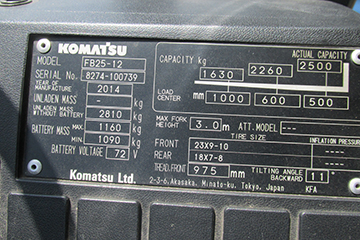 KOMATSU
MODEL FB25-12
SERIAL NO. 8274-100739
YEAR OF MANUFACTURE 2014
UNLADEN MASS - kg
UNLADEN MASS WITHOUT BATTERY 2810 kg
BATTERY MASS MAX 1160 kg
MIN 1090 kg
BATTERY VOLTAGE 72 V
Komatsu Ltd.
ACTUAL CAPACITY
CAPACITY kg 2500
1630 2260
LOAD CENTER mm 1000 600 500
MAX FORK HEIGHT 3.0 m ATT.MODEL ---
TIRE SIZE INFLATION PRESSURE
FRONT 23X9-10 ---
REAR 18X7-8 ---
TREAD.FRONT 975 mm TILTING ANGLE BACKWARD 11°
2-3-6, Akasaka, Minato-ku, Tokyo, Japan KFA